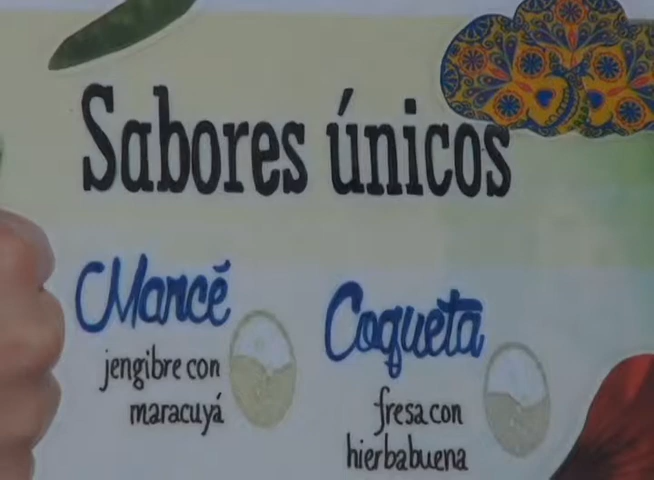 Sabores únicos
Marcé
jengibre con
maracuyá
Coqueta
fresa con
hierbabuena